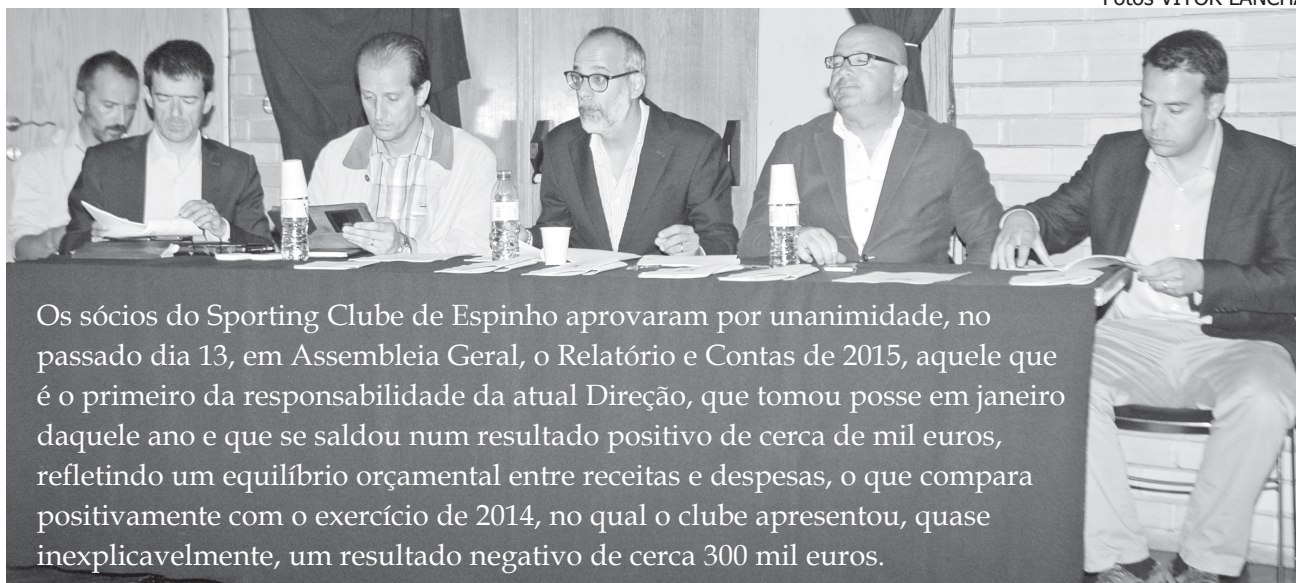 Fotos VITOR LANCHA
Os sócios do Sporting Clube de Espinho aprovaram por unanimidade, no
passado dia 13, em Assembleia Geral, o Relatório e Contas de 2015, aquele que
é o primeiro da responsabilidade da atual Direção, que tomou posse em janeiro
daquele ano e que se saldou num resultado positivo de cerca de mil euros,
refletindo um equilíbrio orçamental entre receitas e despesas, o que compara
positivamente com o exercício de 2014, no qual o clube apresentou, quase
inexplicavelmente, um resultado negativo de cerca 300 mil euros.